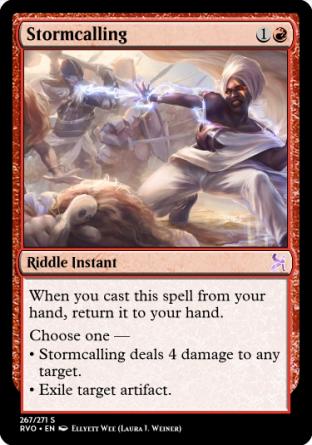 Stormcalling 1
Riddle Instant
When you cast this spell from your
hand, return it to your hand.
Choose one —
• Stormcalling deals 4 damage to any
target.
• Exile target artifact.
267/271 S
RVO • EN Ellyett Wee (Laura I. Weiner)